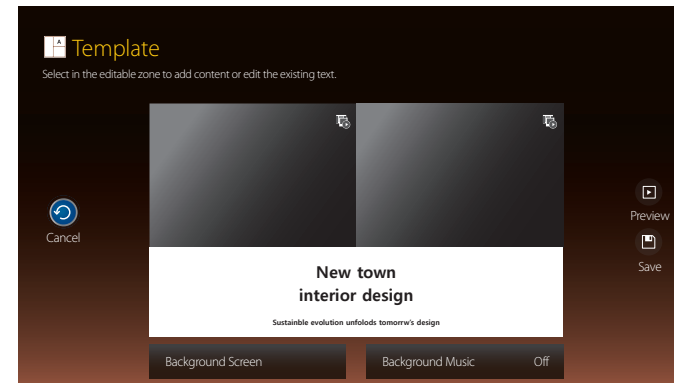 A
Template
Select in the editable zone to add content or edit the existing text.
Cancel
Preview
Save
New town
interior design
Sustainble evolution unfolods tomorrw's design
Background Screen
Background Music Off